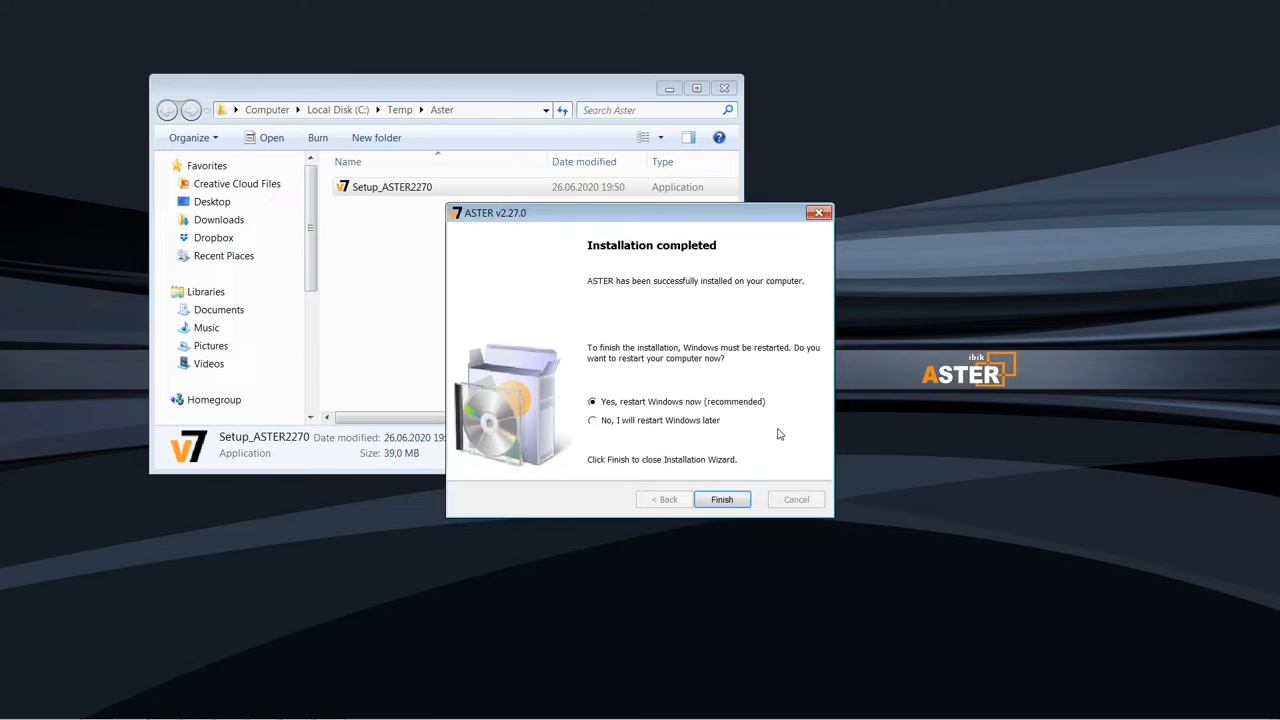 Computer
Local Disk (C:)
Temp
Aster
Search Aster
Organize
Open
Burn
New folder
Favorites
Creative Cloud Files
Desktop
Downloads
Dropbox
Recent Places
Libraries
Documents
Music
Pictures
Videos
Homegroup
Name
Date modified
Type
v7 Setup_ASTER2270
26.06.2020 19:50
Application
v7
Setup_ASTER2270 Date modified: 26.06.2020 19:
Application
Size: 39,0 MB
7 ASTER v2.27.0
Installation completed
ASTER has been successfully installed on your computer.
To finish the installation, Windows must be restarted. Do you
want to restart your computer now?
Yes, restart Windows now (recommended)
No, I will restart Windows later
Click Finish to close Installation Wizard.
< Back
Finish
Cancel
ibik
ASTER